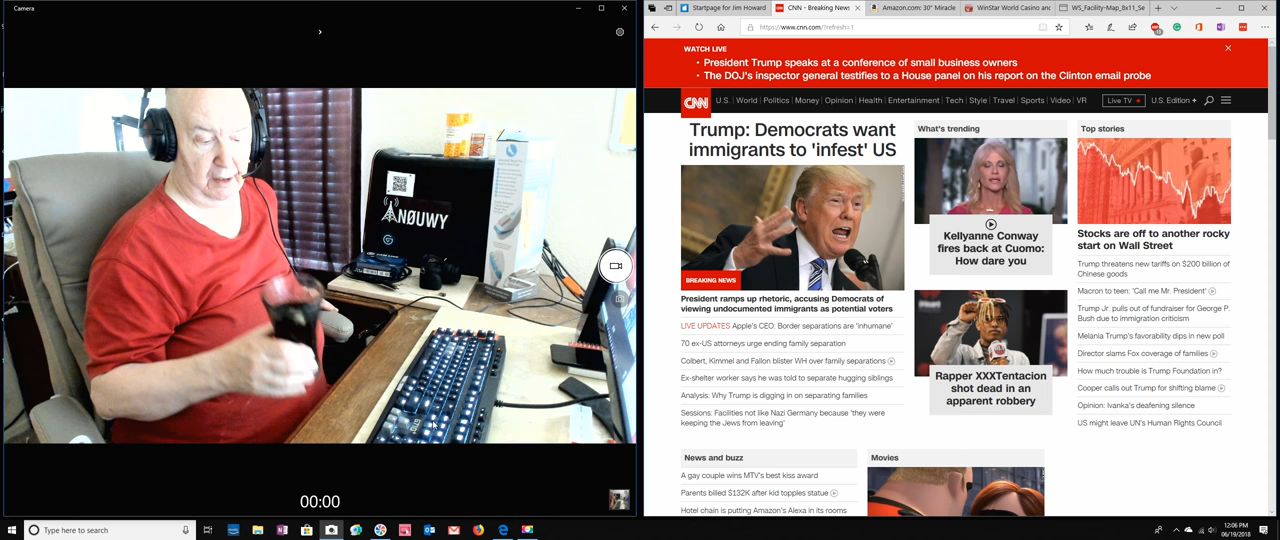 Camera
00:00
ANØUWY
Startpage for Jim Howard
CNN - Breaking News
Amazon.com: 30" Miracle
WinStar World Casino and
WS_Facility-Map_8x11_Se
https://www.cnn.com/?refresh=1
WATCH LIVE
• President Trump speaks at a conference of small business owners
• The DOJ's inspector general testifies to a House panel on his report on the Clinton email probe
CNN
U.S. | World | Politics | Money | Opinion | Health | Entertainment | Tech | Style | Travel | Sports | Video | VR
Live TV
U.S. Edition +
Trump: Democrats want
immigrants to 'infest' US
BREAKING NEWS
President ramps up rhetoric, accusing Democrats of
viewing undocumented immigrants as potential voters
LIVE UPDATES Apple's CEO: Border separations are 'inhumane'
70 ex-US attorneys urge ending family separation
Colbert, Kimmel and Fallon blister WH over family separations
Ex-shelter worker says he was told to separate hugging siblings
Analysis: Why Trump is digging in on separating families
Sessions: Facilities not like Nazi Germany because 'they were
keeping the Jews from leaving'
What's trending
Kellyanne Conway
fires back at Cuomo:
How dare you
Rapper XXXTentacion
shot dead in an
apparent robbery
Top stories
Stocks are off to another rocky
start on Wall Street
Trump threatens new tariffs on $200 billion of
Chinese goods
Macron to teen: 'Call me Mr. President'
Trump Jr. pulls out of fundraiser for George P.
Bush due to immigration criticism
Melania Trump's favorability dips in new poll
Director slams Fox coverage of families
How much trouble is Trump Foundation in?
Cooper calls out Trump for shifting blame
Opinion: Ivanka's deafening silence
US might leave UN's Human Rights Council
News and buzz
A gay couple wins MTV's best kiss award
Parents billed $132K after kid topples statue
Hotel chain is putting Amazon's Alexa in its rooms
Movies
Type here to search
12:06 PM
06/19/2018